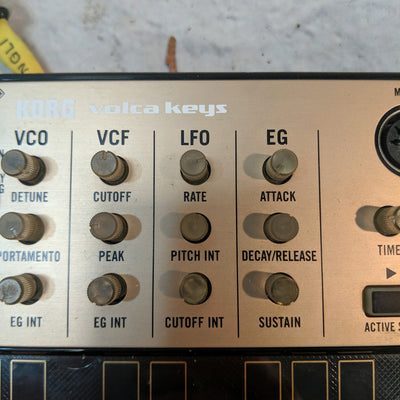 NGLI
KORG volca keys
VCO VCF LFO EG
DETUNE CUTOFF RATE ATTACK
PORTAMENTO PEAK PITCH INT DECAY/RELEASE
TIME
EG INT EG INT CUTOFF INT SUSTAIN
ACTIVE S